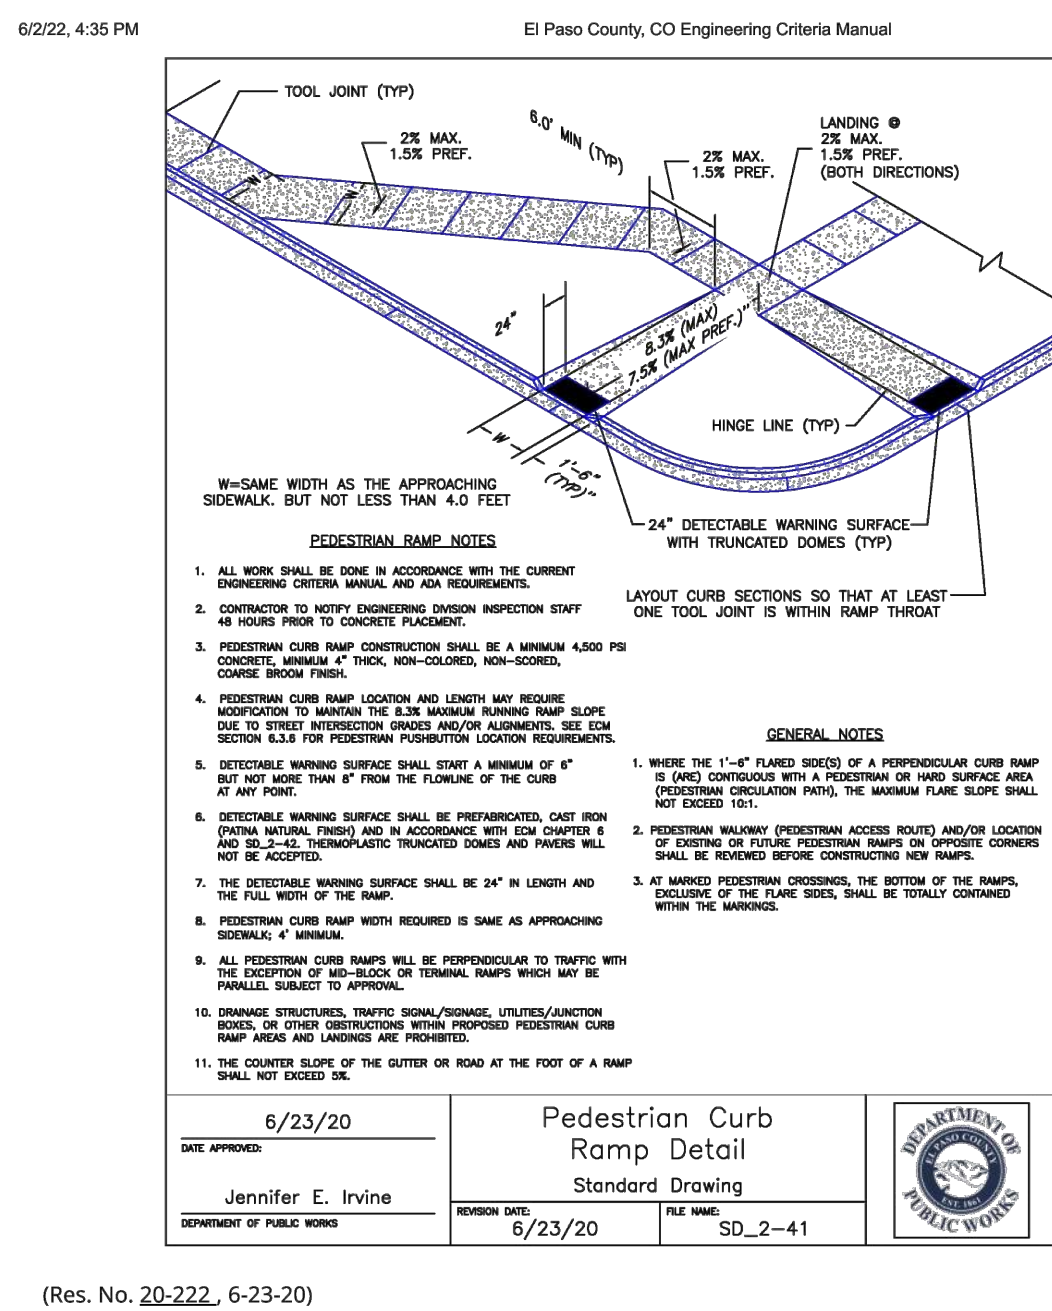 6/2/22, 4:35 PM
El Paso County, CO Engineering Criteria Manual
TOOL JOINT (TYP)
2% MAX.
1.5% PREF.
6.0' MIN (TYP)
2% MAX.
1.5% PREF.
LANDING @
2% MAX.
1.5% PREF.
(BOTH DIRECTIONS)
W
W
24"
8.3% (MAX)
7.5% (MAX PREF.)"
HINGE LINE (TYP)
W
1'-6"
(TYP)"
W=SAME WIDTH AS THE APPROACHING
SIDEWALK. BUT NOT LESS THAN 4.0 FEET
24" DETECTABLE WARNING SURFACE
WITH TRUNCATED DOMES (TYP)
LAYOUT CURB SECTIONS SO THAT AT LEAST
ONE TOOL JOINT IS WITHIN RAMP THROAT
PEDESTRIAN RAMP NOTES
1. ALL WORK SHALL BE DONE IN ACCORDANCE WITH THE CURRENT
ENGINEERING CRITERIA MANUAL AND ADA REQUIREMENTS.
2. CONTRACTOR TO NOTIFY ENGINEERING DIVISION INSPECTION STAFF
48 HOURS PRIOR TO CONCRETE PLACEMENT.
3. PEDESTRIAN CURB RAMP CONSTRUCTION SHALL BE A MINIMUM 4,500 PSI
CONCRETE, MINIMUM 4" THICK, NON-COLORED, NON-SCORED,
COARSE BROOM FINISH.
4. PEDESTRIAN CURB RAMP LOCATION AND LENGTH MAY REQUIRE
MODIFICATION TO MAINTAIN THE 8.3% MAXIMUM RUNNING RAMP SLOPE
DUE TO STREET INTERSECTION GRADES AND/OR ALIGNMENTS. SEE ECM
SECTION 6.3.6 FOR PEDESTRIAN PUSHBUTTON LOCATION REQUIREMENTS.
5. DETECTABLE WARNING SURFACE SHALL START A MINIMUM OF 6"
BUT NOT MORE THAN 8" FROM THE FLOWLINE OF THE CURB
AT ANY POINT.
6. DETECTABLE WARNING SURFACE SHALL BE PREFABRICATED, CAST IRON
(PATINA NATURAL FINISH) AND IN ACCORDANCE WITH ECM CHAPTER 6
AND SD_2-42. THERMOPLASTIC TRUNCATED DOMES AND PAVERS WILL
NOT BE ACCEPTED.
7. THE DETECTABLE WARNING SURFACE SHALL BE 24" IN LENGTH AND
THE FULL WIDTH OF THE RAMP.
8. PEDESTRIAN CURB RAMP WIDTH REQUIRED IS SAME AS APPROACHING
SIDEWALK; 4' MINIMUM.
9. ALL PEDESTRIAN CURB RAMPS WILL BE PERPENDICULAR TO TRAFFIC WITH
THE EXCEPTION OF MID-BLOCK OR TERMINAL RAMPS WHICH MAY BE
PARALLEL SUBJECT TO APPROVAL.
10. DRAINAGE STRUCTURES, TRAFFIC SIGNAL/SIGNAGE, UTILITIES/JUNCTION
BOXES, OR OTHER OBSTRUCTIONS WITHIN PROPOSED PEDESTRIAN CURB
RAMP AREAS AND LANDINGS ARE PROHIBITED.
11. THE COUNTER SLOPE OF THE GUTTER OR ROAD AT THE FOOT OF A RAMP
SHALL NOT EXCEED 5%.
GENERAL NOTES
1. WHERE THE 1'-6" FLARED SIDE(S) OF A PERPENDICULAR CURB RAMP
IS (ARE) CONTIGUOUS WITH A PEDESTRIAN OR HARD SURFACE AREA
(PEDESTRIAN CIRCULATION PATH), THE MAXIMUM FLARE SLOPE SHALL
NOT EXCEED 10:1.
2. PEDESTRIAN WALKWAY (PEDESTRIAN ACCESS ROUTE) AND/OR LOCATION
OF EXISTING OR FUTURE PEDESTRIAN RAMPS ON OPPOSITE CORNERS
SHALL BE REVIEWED BEFORE CONSTRUCTING NEW RAMPS.
3. AT MARKED PEDESTRIAN CROSSINGS, THE BOTTOM OF THE RAMPS,
EXCLUSIVE OF THE FLARE SIDES, SHALL BE TOTALLY CONTAINED
WITHIN THE MARKINGS.
6/23/20
DATE APPROVED:
Jennifer E. Irvine
DEPARTMENT OF PUBLIC WORKS
Pedestrian Curb
Ramp Detail
Standard Drawing
REVISION DATE:
6/23/20
FILE NAME:
SD_2-41
DEPARTMENT OF
EL PASO COUNTY
EST. 1861
PUBLIC WORKS
(Res. No. 20-222 , 6-23-20)